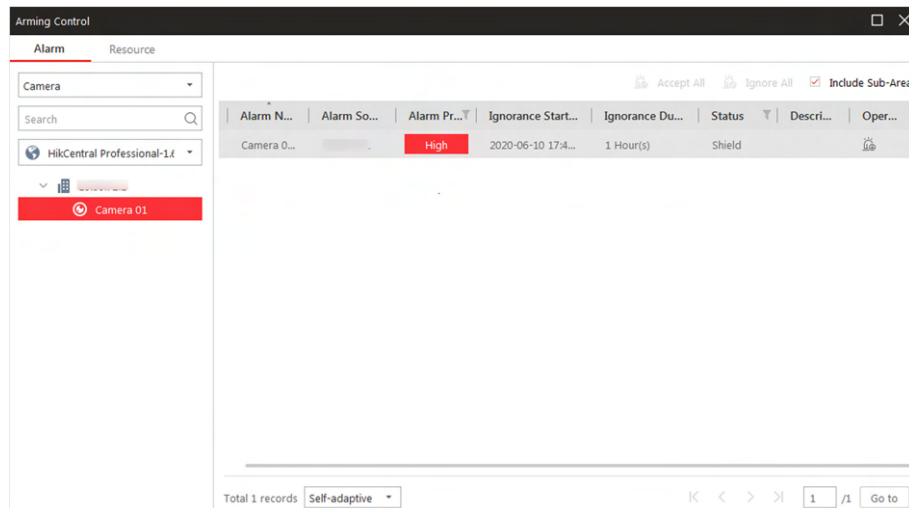 Arming Control
Alarm Resource
Camera
Accept All Ignore All Include Sub-Area
Search
Alarm N... Alarm So... Alarm Pr... Ignorance Start... Ignorance Du... Status Descri... Oper...
HikCentral Professional-1.6
Camera 0... High 2020-06-10 17:4... 1 Hour(s) Shield
Camera 01
Total 1 records Self-adaptive 1 /1 Go to